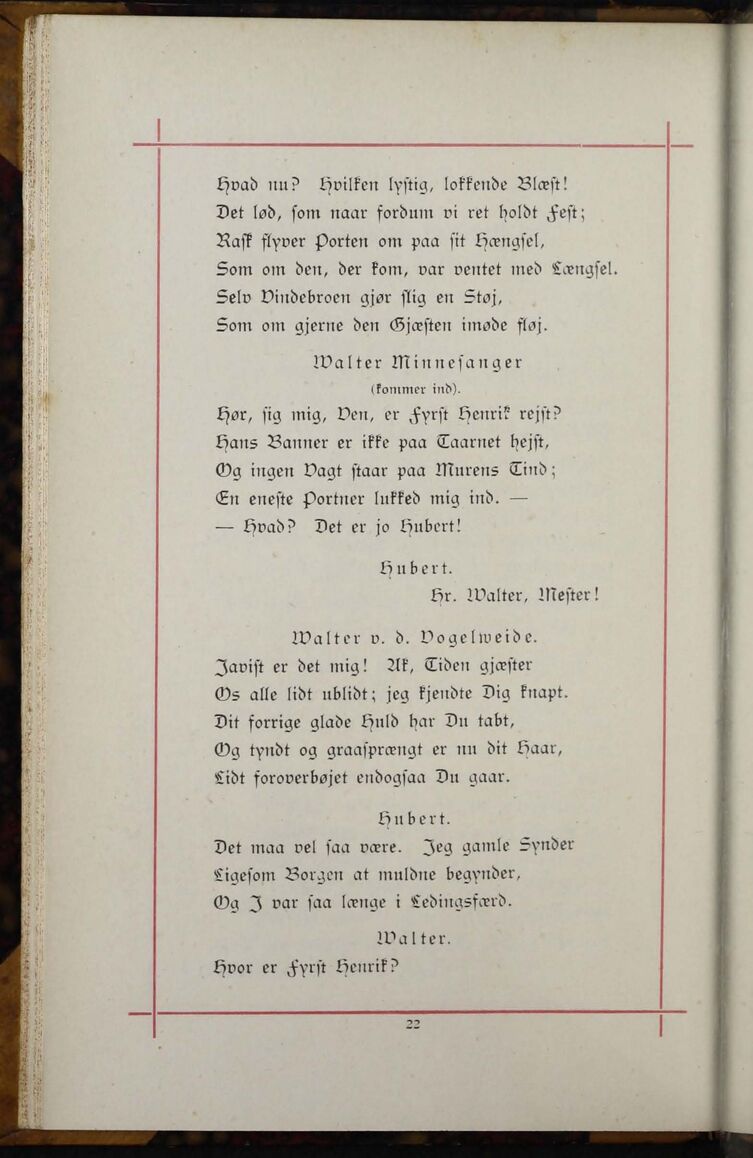 Hvad nu? Hvilken lystig, lokkende Blæst!
Det lød, som naar fordum vi ret holdt Fest;
Rask flyver Porten om paa sit Hængsel,
Som om den, der kom, var ventet med Længsel.
Selv Vindebroen gjør slig en Støj,
Som om gjerne den Gjæsten imøde fløj.
Walter Minnesanger
(kommer ind).
Hør, sig mig, Ven, er Fyrst Henrik rejst?
Hans Banner er ikke paa Taarnet hejst,
Og ingen Vagt staar paa Murens Tind;
En eneste Portner lukked mig ind. —
— Hvad? Det er jo Hubert!
Hubert.
Hr. Walter, Mester!
Walter v. d. Vogelweide.
Javist er det mig! Ak, Tiden gjæster
Os alle lidt ublidt; jeg kjendte Dig knapt.
Dit forrige glade Huld har Du tabt,
Og tyndt og graasprængt er nu dit Haar,
Lidt foroverbøjet endogsaa Du gaar.
Hubert.
Det maa vel saa være. Jeg gamle Synder
Ligesom Borgen at muldne begynder,
Og I var saa længe i Ledingsfærd.
Walter.
Hvor er Fyrst Henrik?
22